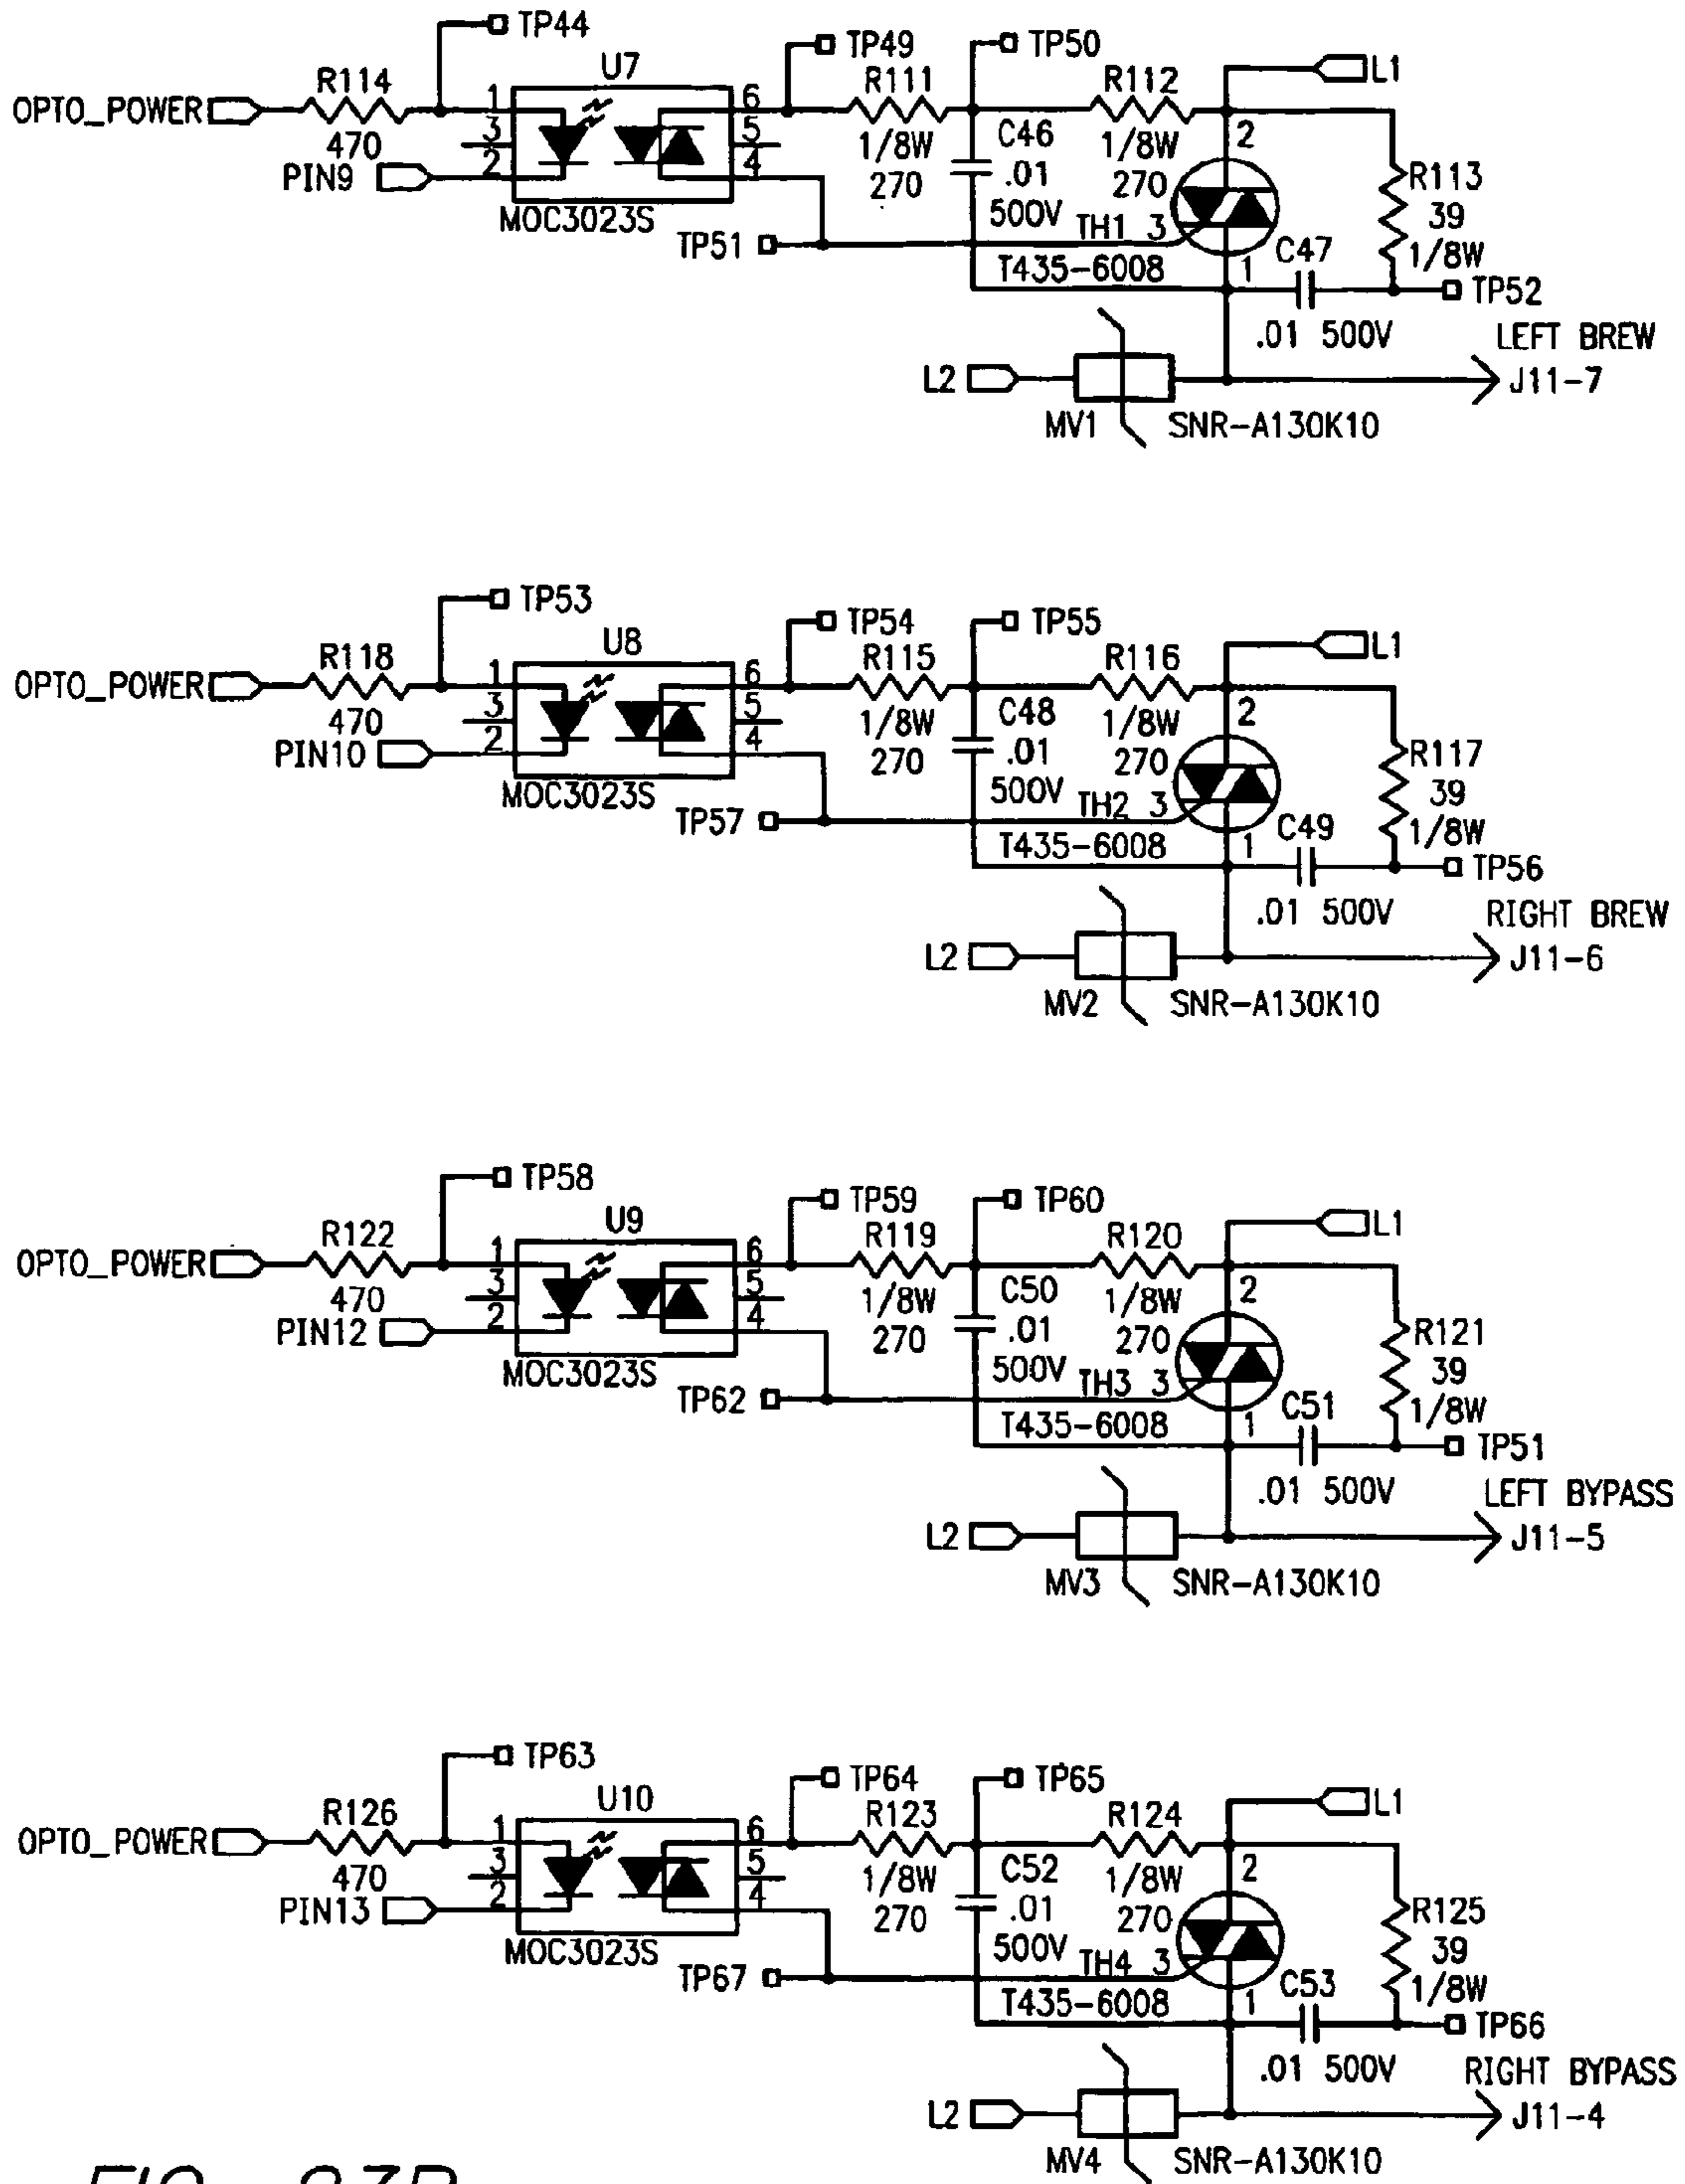 TP44
TP49
TP50
L1
R114
U7
R111
R112
OPTO_POWER
1
6
470
3
5
1/8W
C46
1/8W
2
PIN9
2
4
270
.01
270
R113
MOC3023S
500V
39
TP51
TH1 3
C47
1/8W
T435-6008
1
TP52
.01 500V
LEFT BREW
L2
J11-7
MV1
SNR-A130K10
TP53
TP54
TP55
L1
R118
U8
R115
R116
OPTO_POWER
1
6
470
3
5
1/8W
C48
1/8W
2
PIN10
2
4
270
.01
270
R117
MOC3023S
500V
39
TP57
TH2 3
C49
1/8W
T435-6008
1
TP56
.01 500V
RIGHT BREW
L2
J11-6
MV2
SNR-A130K10
TP58
TP59
TP60
L1
R122
U9
R119
R120
OPTO_POWER
1
6
470
3
5
1/8W
C50
1/8W
2
PIN12
2
4
270
.01
270
R121
MOC3023S
500V
39
TP62
TH3 3
C51
1/8W
T435-6008
1
TP51
.01 500V
LEFT BYPASS
L2
J11-5
MV3
SNR-A130K10
TP63
TP64
TP65
L1
R126
U10
R123
R124
OPTO_POWER
1
6
470
3
5
1/8W
C52
1/8W
2
PIN13
2
4
270
.01
270
R125
MOC3023S
500V
39
TP67
TH4 3
C53
1/8W
T435-6008
1
TP66
.01 500V
RIGHT BYPASS
L2
J11-4
MV4
SNR-A130K10